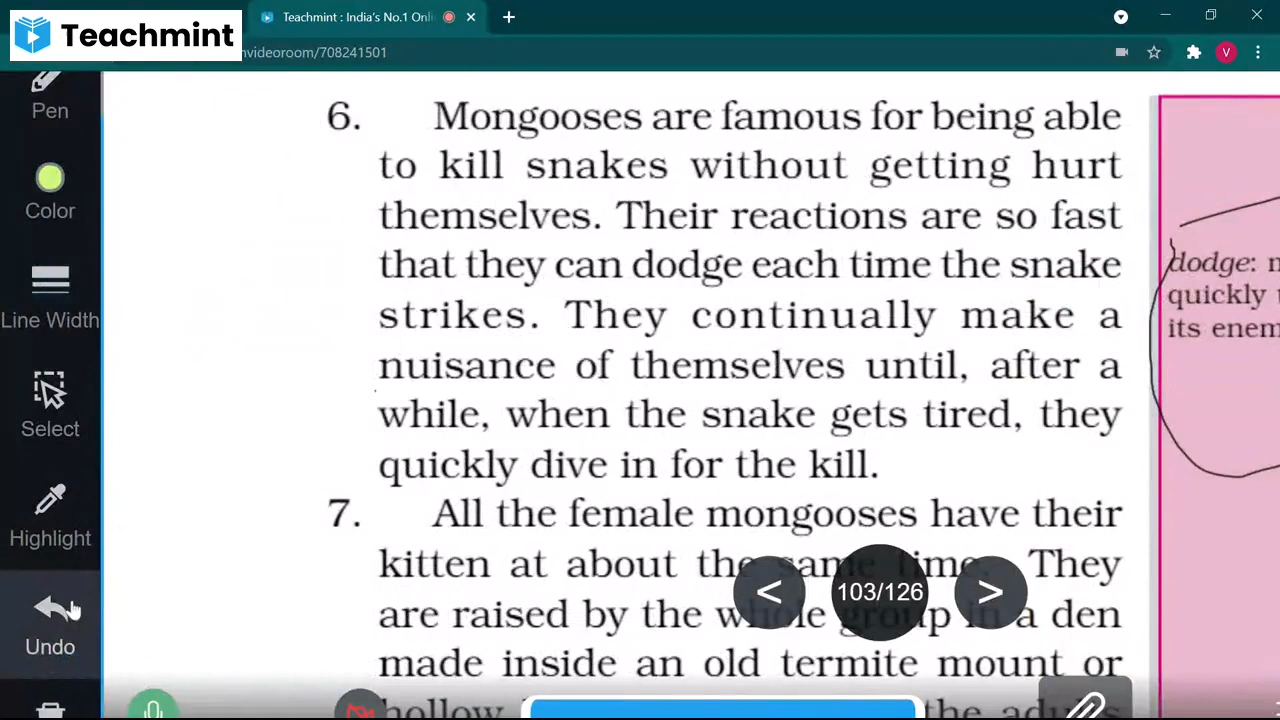 Teachmint : India's No.1 Onli
Teachmint
nvideoroom/708241501
V
Pen
Color
Line Width
Select
Highlight
Undo
6. Mongooses are famous for being able
to kill snakes without getting hurt
themselves. Their reactions are so fast
that they can dodge each time the snake
strikes. They continually make a
nuisance of themselves until, after a
while, when the snake gets tired, they
quickly dive in for the kill.
7. All the female mongooses have their
kitten at about the same time. They
are raised by the whole group in a den
made inside an old termite mount or
hollow the adults
< 103/126 >
dodge:
quickly
its enem